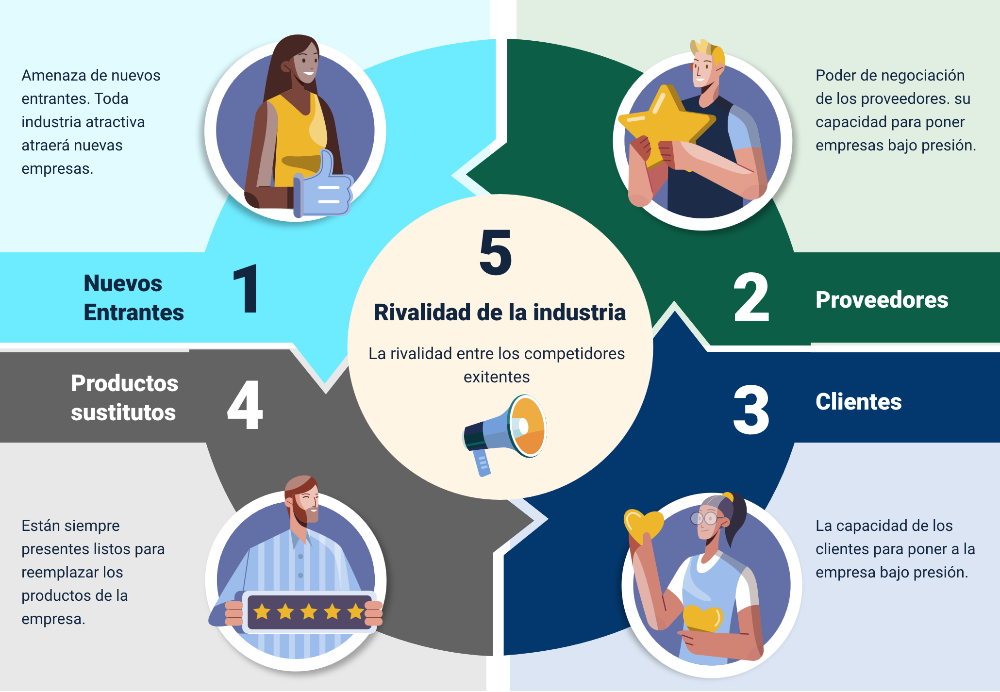 Amenaza de nuevos
entrantes. Toda
industria atractiva
atraerá nuevas
empresas.
Nuevos
Entrantes
1
Poder de negociación
de los proveedores. su
capacidad para poner
empresas bajo presión.
2
Proveedores
5
Rivalidad de la industria
La rivalidad entre los competidores
exitentes
3
Clientes
La capacidad de los
clientes para poner a la
empresa bajo presión.
Productos
sustitutos
4
Están siempre
presentes listos para
reemplazar los
productos de la
empresa.